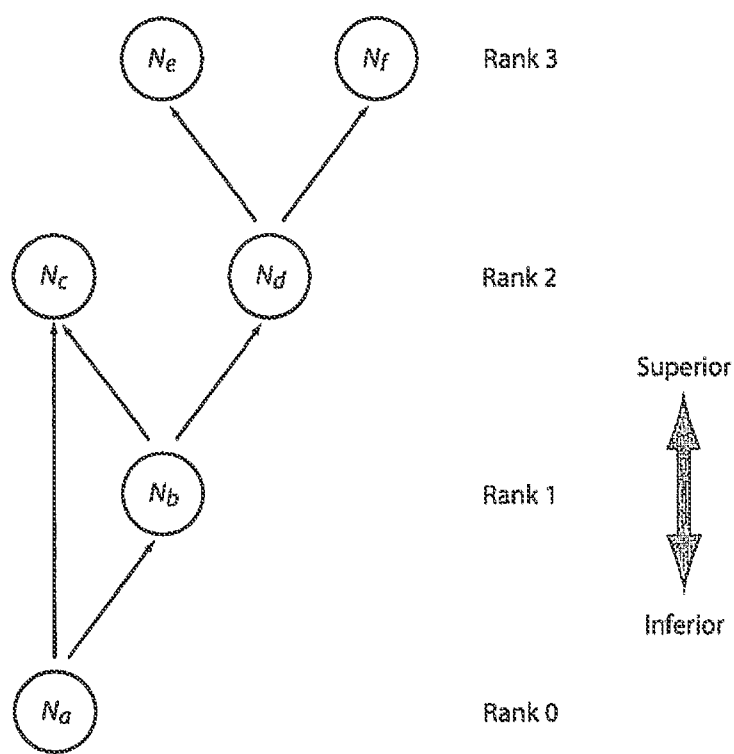 Ne Nf Rank 3
Nc Nd Rank 2
Superior
Nb Rank 1
Inferior
Na Rank 0